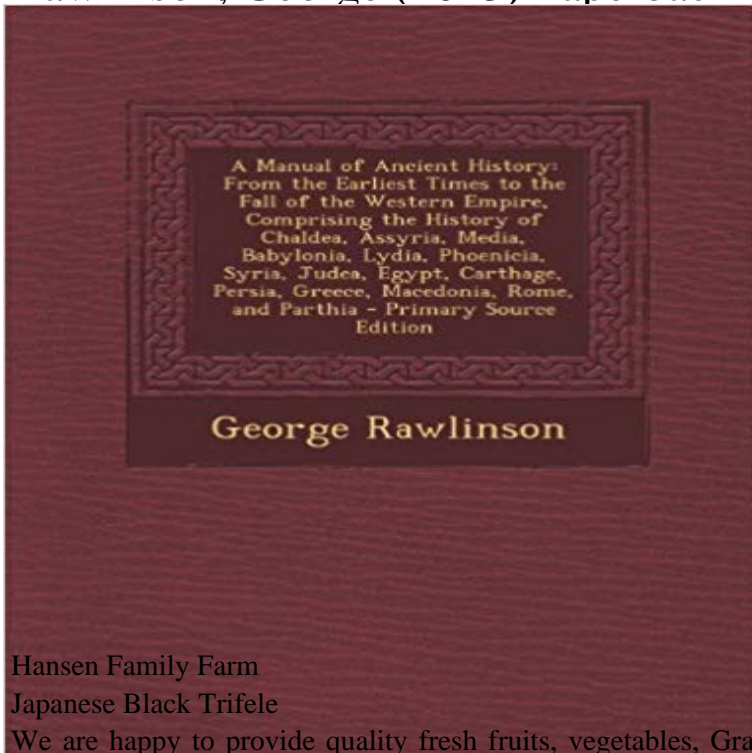 A Manual of Ancient History:
From the Earliest Times to the
Fall of the Western Empire,
Comprising the History of
Chaldea, Assyria, Media,
Babylonia, Lydia, Phoenicia,
Syria, Judea, Egypt, Carthage,
Persia, Greece, Macedonia, Rome,
and Parthia - Primary Source
Edition
George Rawlinson
Hansen Family Farm
Japanese Black Trifele
We are happy to provide quality fresh fruits, vegetables,